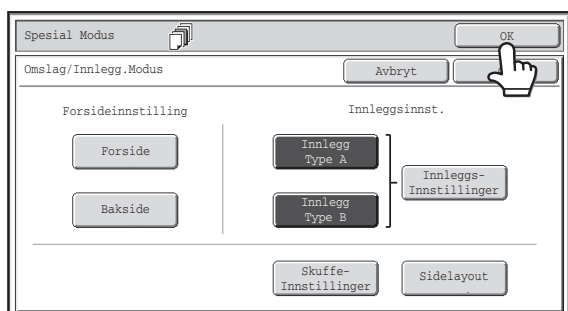 Spesial Modus
OK
Omslag/Innlegg.Modus
Avbryt
Forsideinnstilling
Innleggsinnst.
Forside
Innlegg
Type A
Innleggs-
Innstillinger
Bakside
Innlegg
Type B
Skuffe-
Innstillinger
Sidelayout